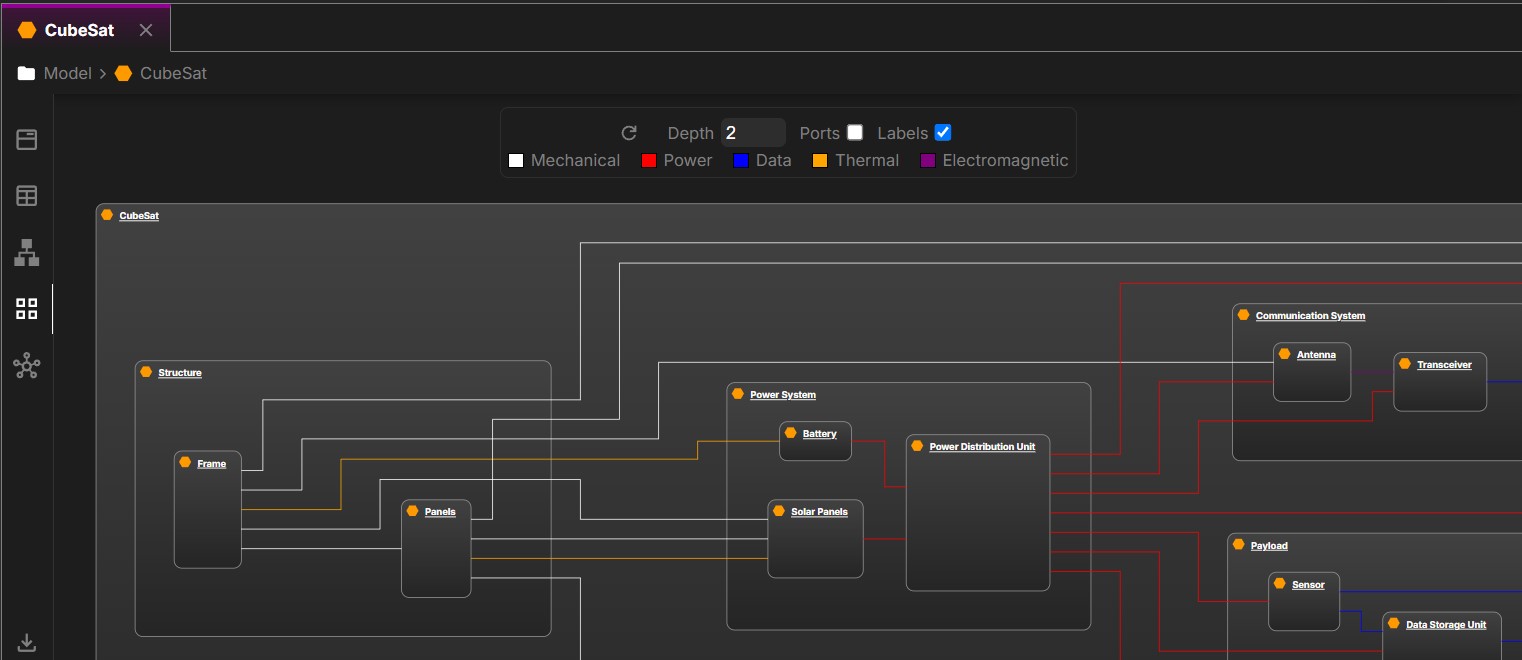 CubeSat
Model > CubeSat
Depth 2 Ports Labels
Mechanical Power Data Thermal Electromagnetic
CubeSat
Communication System
Antenna
Transceiver
Structure
Power System
Battery
Power Distribution Unit
Frame
Panels
Solar Panels
Payload
Sensor
Data Storage Unit